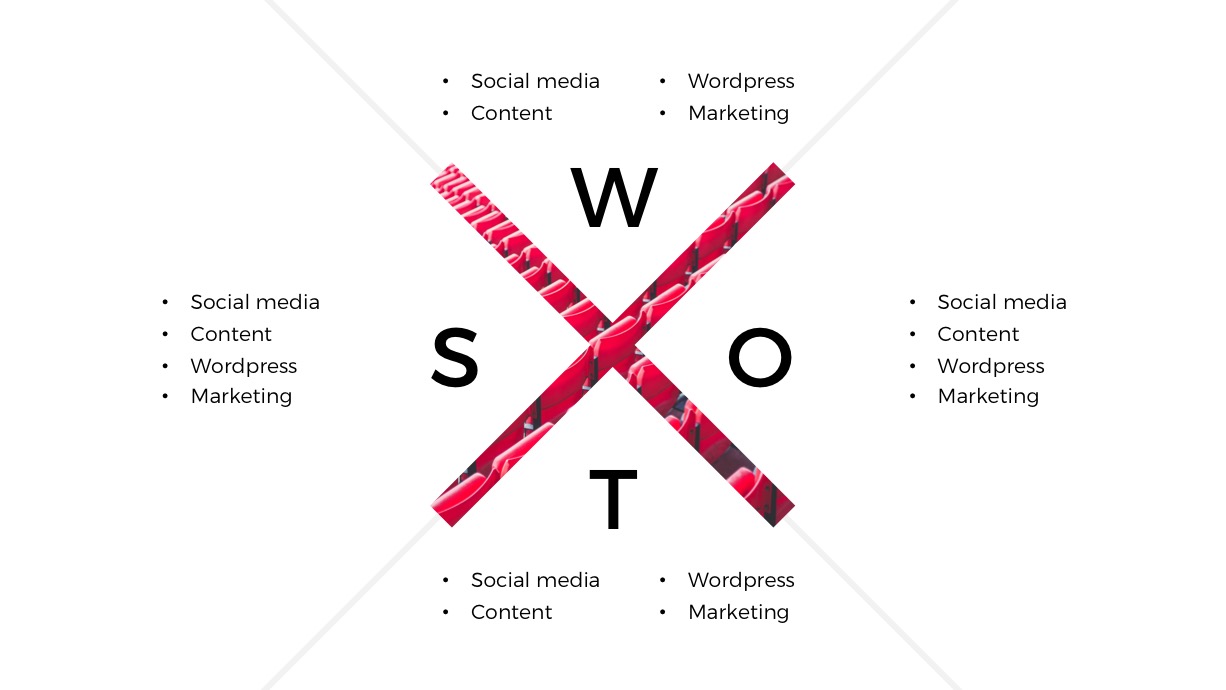 • Social media
• Content
• Wordpress
• Marketing
W
S
• Social media
• Content
• Wordpress
• Marketing
O
• Social media
• Content
• Wordpress
• Marketing
T
• Social media
• Content
• Wordpress
• Marketing